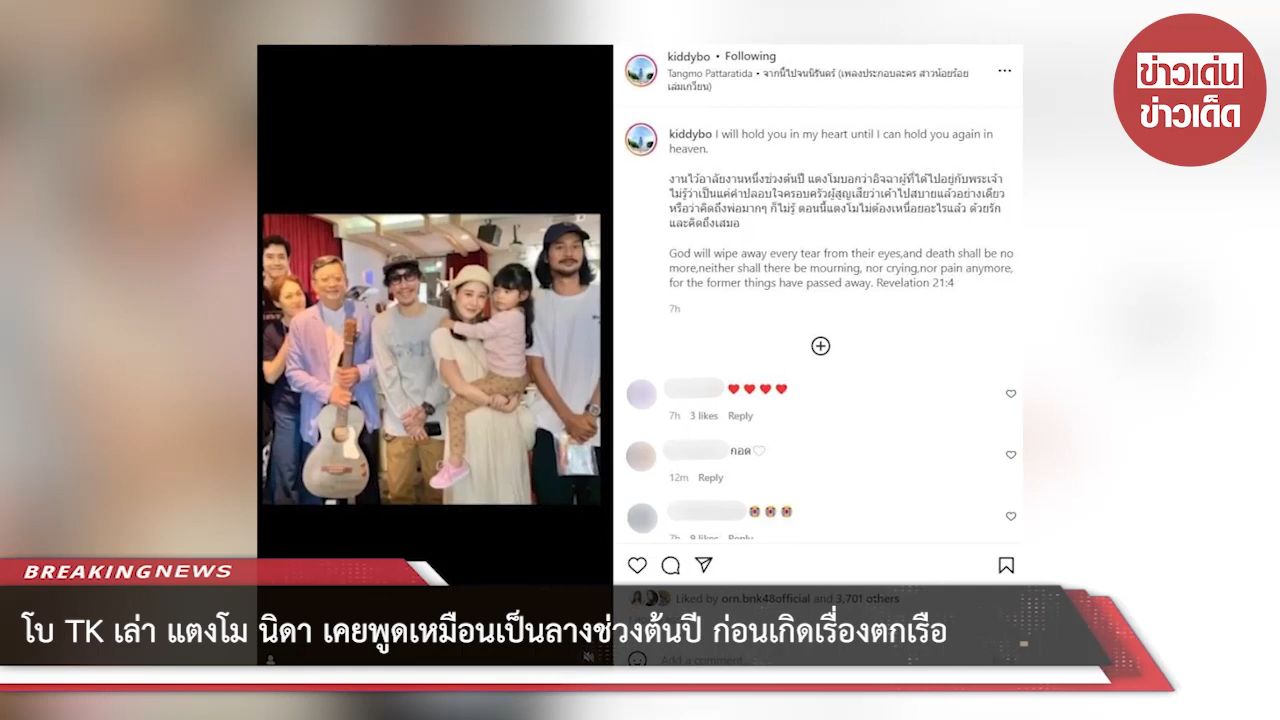 kiddybo • Following
Tangmo Pattaratida • จากนี้ไปจนนิรันดร์ (เพลงประกอบละคร สาวน้อยร้อย
เล่มเกวียน)
ข่าวเด่น
ข่าวเด็ด
kiddybo I will hold you in my heart until I can hold you again in
heaven.
งานไว้อาลัยงานหนึ่งช่วงต้นปี แตงโมบอกว่าอิจฉาผู้ที่ได้ไปอยู่กับพระเจ้า
ไม่รู้ว่าเป็นแค่คำปลอบใจครอบครัวผู้สูญเสียว่าเค้าไปสบายแล้วอย่างเดียว
หรือว่าคิดถึงพ่อมากๆ ก็ไม่รู้ ตอนนี้แตงโมไม่ต้องเหนื่อยอะไรแล้ว ด้วยรัก
และคิดถึงเสมอ
God will wipe away every tear from their eyes,and death shall be no
more,neither shall there be mourning, nor crying,nor pain anymore,
for the former things have passed away. Revelation 21:4
7h
7h 3 likes Reply
กอด
12m Reply
7h 9 likes Reply
Liked by orn.bnk48official and 3,701 others
Add a comment...
BREAKINGNEWS
โบ TK เล่า แตงโม นิดา เคยพูดเหมือนเป็นลางช่วงต้นปี ก่อนเกิดเรื่องตกเรือ